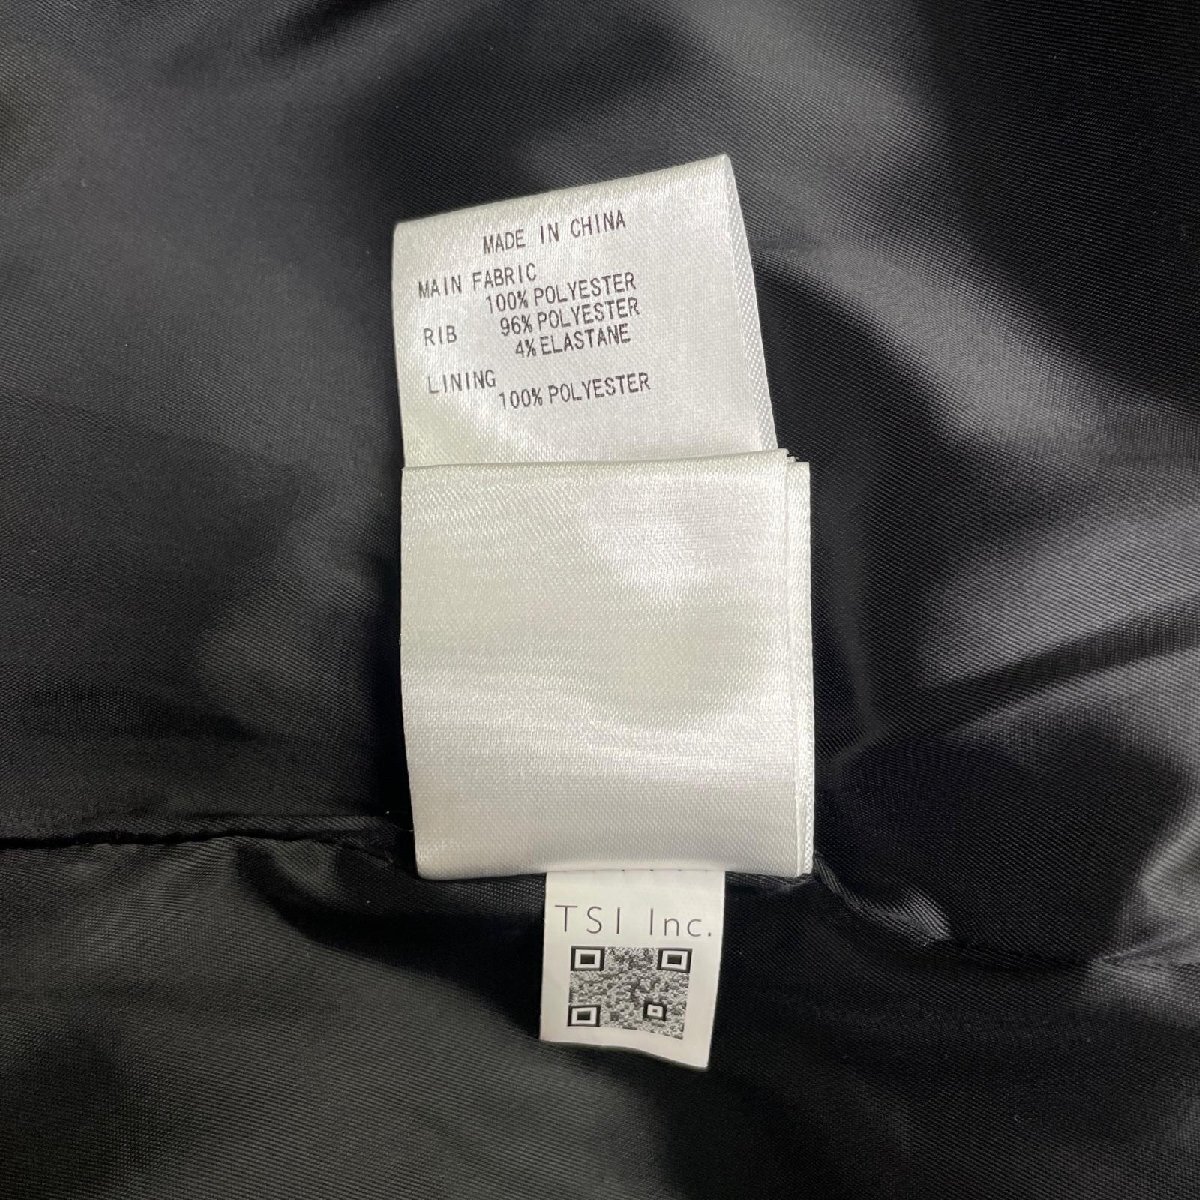 MADE IN CHINA
MAIN FABRIC
100% POLYESTER
RIB 96% POLYESTER
4% ELASTANE
LINING
100% POLYESTER
TSI Inc.